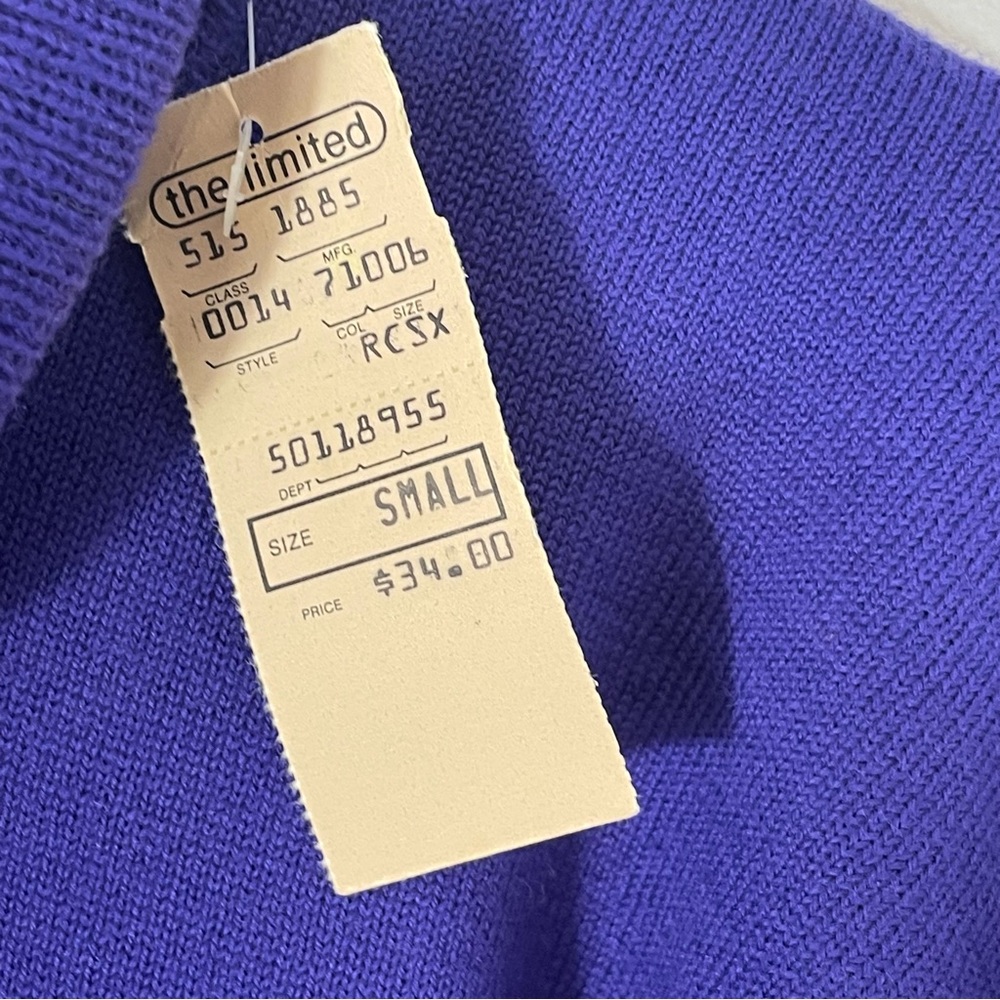 the limited
515 1885
CLASS MFG.
0014 71006
STYLE COL SIZE
RCSX
50118955
DEPT
SIZE SMALL
PRICE $34.00